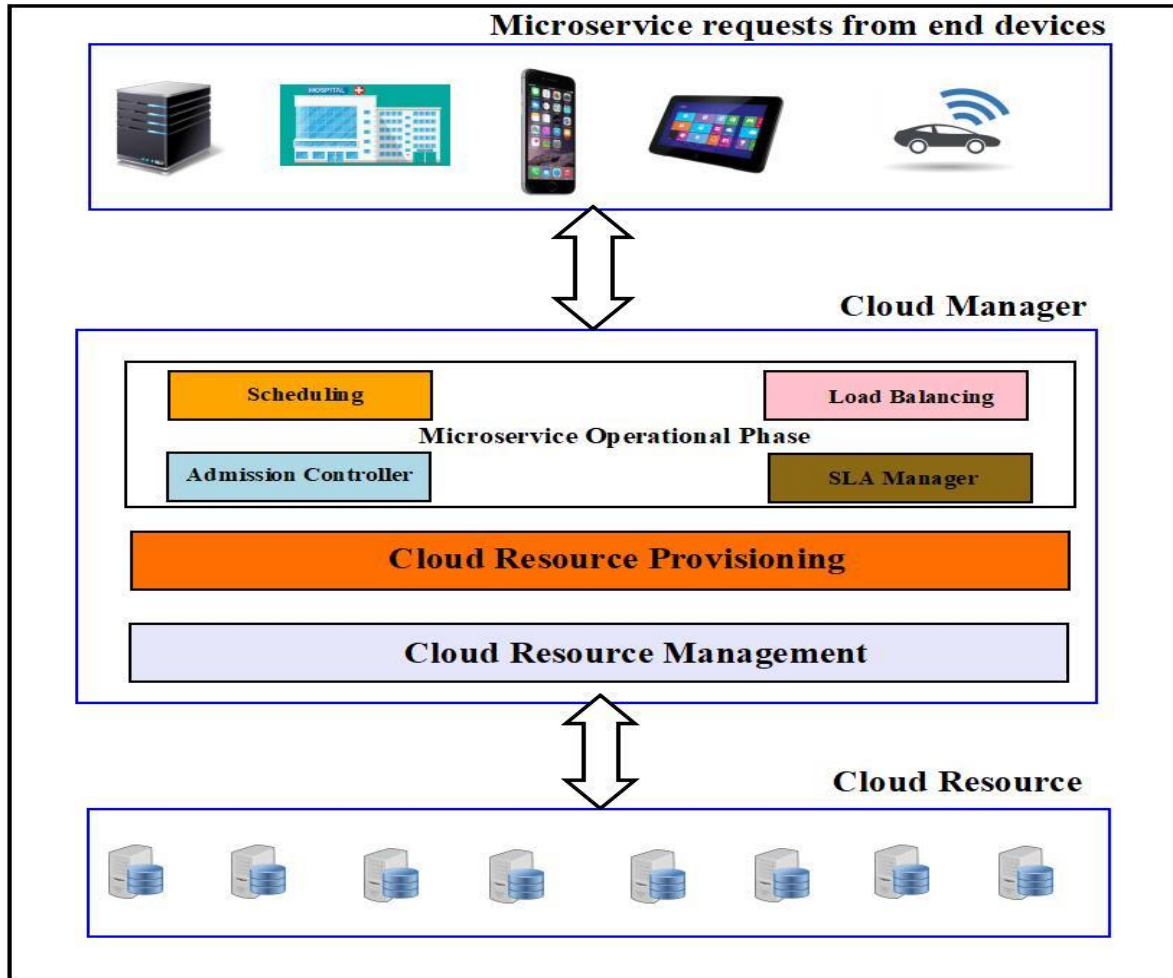 Microservice requests from end devices
HOSPITAL
Cloud Manager
Scheduling
Load Balancing
Microservice Operational Phase
Admission Controller
SLA Manager
Cloud Resource Provisioning
Cloud Resource Management
Cloud Resource